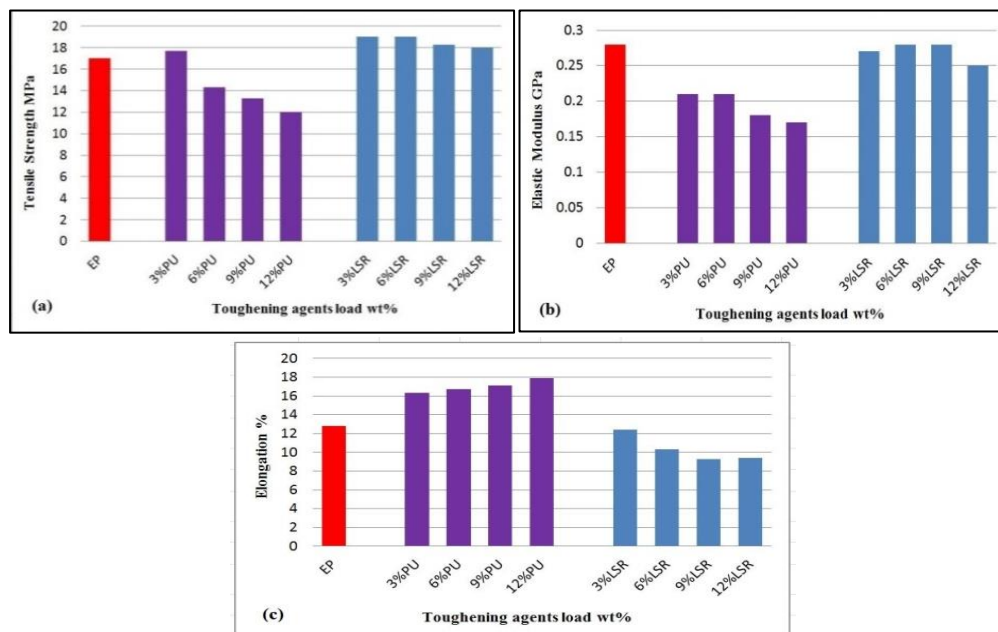 20
18
16
14
12
10
8
6
4
2
0
Tensile Strength MPa
EP
3%PU
6%PU
9%PU
12%PU
3%LSR
6%LSR
9%LSR
12%LSR
(a)
Toughening agents load wt%
0.3
0.25
0.2
0.15
0.1
0.05
0
Elastic Modulus GPa
EP
3%PU
6%PU
9%PU
12%PU
3%LSR
6%LSR
9%LSR
12%LSR
(b)
Toughening agents load wt%
20
18
16
14
12
10
8
6
4
2
0
Elongation %
EP
3%PU
6%PU
9%PU
12%PU
3%LSR
6%LSR
9%LSR
12%LSR
(c)
Toughening agents load wt%